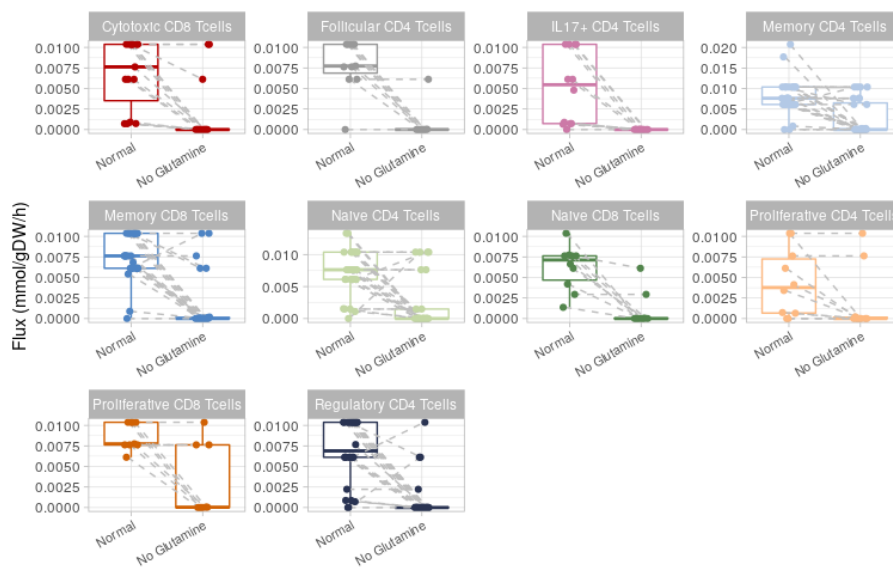 Cytotoxic CD8 Tcells
Follicular CD4 Tcells
IL17+ CD4 Tcells
Memory CD4 Tcells
0.0100
0.0075
0.0050
0.0025
0.0000
0.0100
0.0075
0.0050
0.0025
0.0000
0.0100
0.0075
0.0050
0.0025
0.0000
0.020
0.015
0.010
0.005
0.000
Normal
No Glutamine
Normal
No Glutamine
Normal
No Glutamine
Normal
No Glutamine
Flux (mmol/gDW/h)
Memory CD8 Tcells
Naive CD4 Tcells
Naive CD8 Tcells
Proliferative CD4 Tcells
0.0100
0.0075
0.0050
0.0025
0.0000
0.010
0.005
0.000
0.0100
0.0075
0.0050
0.0025
0.0000
0.0100
0.0075
0.0050
0.0025
0.0000
Normal
No Glutamine
Normal
No Glutamine
Normal
No Glutamine
Normal
No Glutamine
Proliferative CD8 Tcells
Regulatory CD4 Tcells
0.0100
0.0075
0.0050
0.0025
0.0000
0.0100
0.0075
0.0050
0.0025
0.0000
Normal
No Glutamine
Normal
No Glutamine